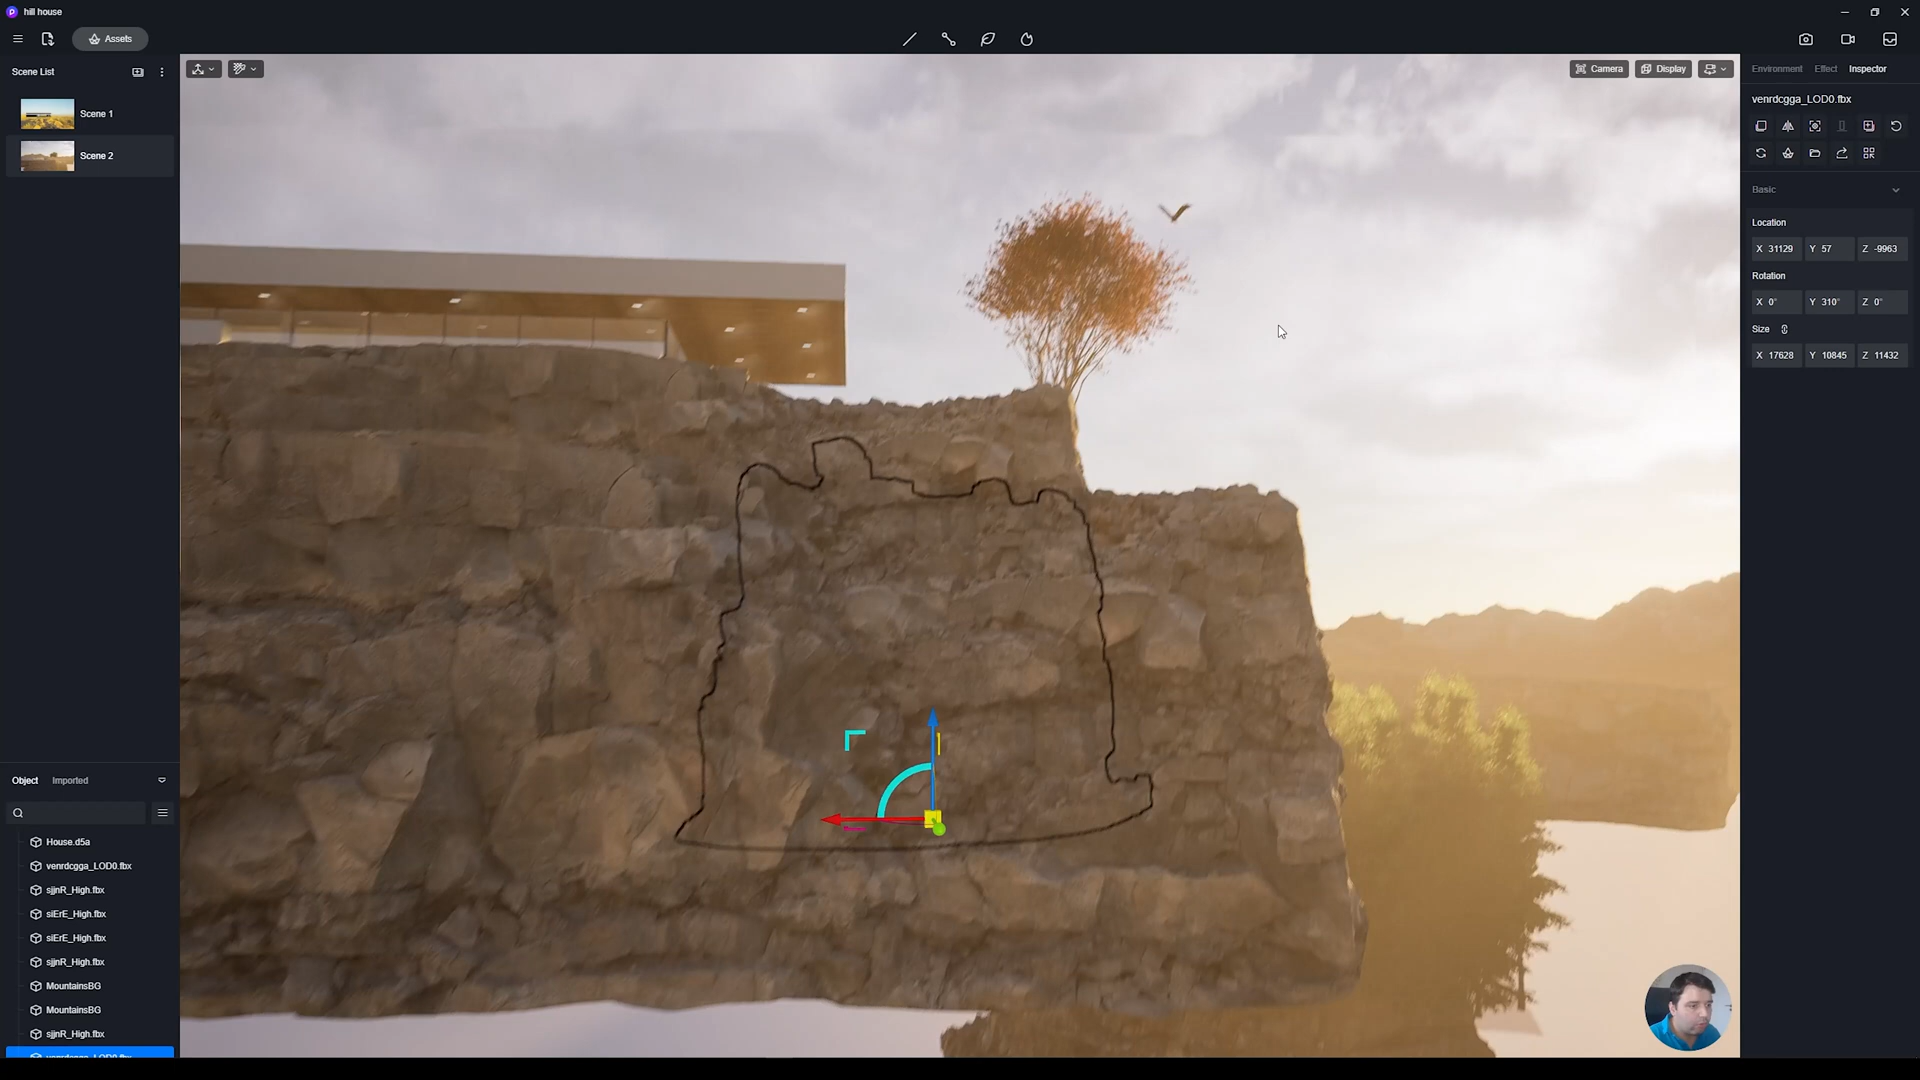 hill house
Assets
Scene List
Scene 1
Scene 2
Camera
Display
Environment Effect Inspector
venrdcgga_LOD0.fbx
Basic
Location
X 31129 Y 57 Z -9963
Rotation
X 0° Y 310° Z 0°
Size
X 17628 Y 10845 Z 11432
Object Imported
House.d5a
venrdcgga_LOD0.fbx
sjjnR_High.fbx
siErE_High.fbx
siErE_High.fbx
sjjnR_High.fbx
MountainsBG
MountainsBG
sjjnR_High.fbx
venrdcgga_LOD0.fbx